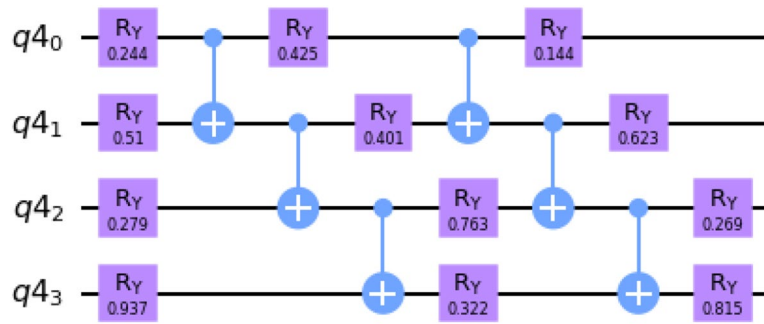 q4₀ R_Y 0.244 R_Y 0.425 R_Y 0.144
q4₁ R_Y 0.51 R_Y 0.401 R_Y 0.623
q4₂ R_Y 0.279 R_Y 0.763 R_Y 0.269
q4₃ R_Y 0.937 R_Y 0.322 R_Y 0.815